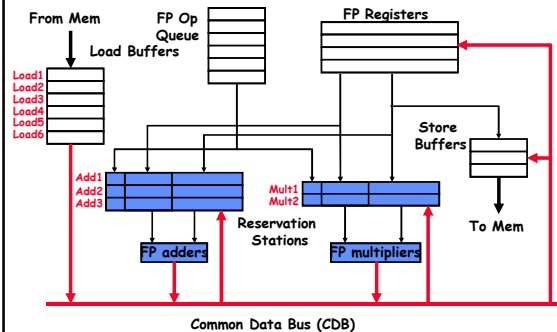 From Mem
FP Op
Queue
FP Registers
Load Buffers
Load1
Load2
Load3
Load4
Load5
Load6
Store
Buffers
Add1
Add2
Add3
Mult1
Mult2
Reservation
Stations
To Mem
FP adders
FP multipliers
Common Data Bus (CDB)